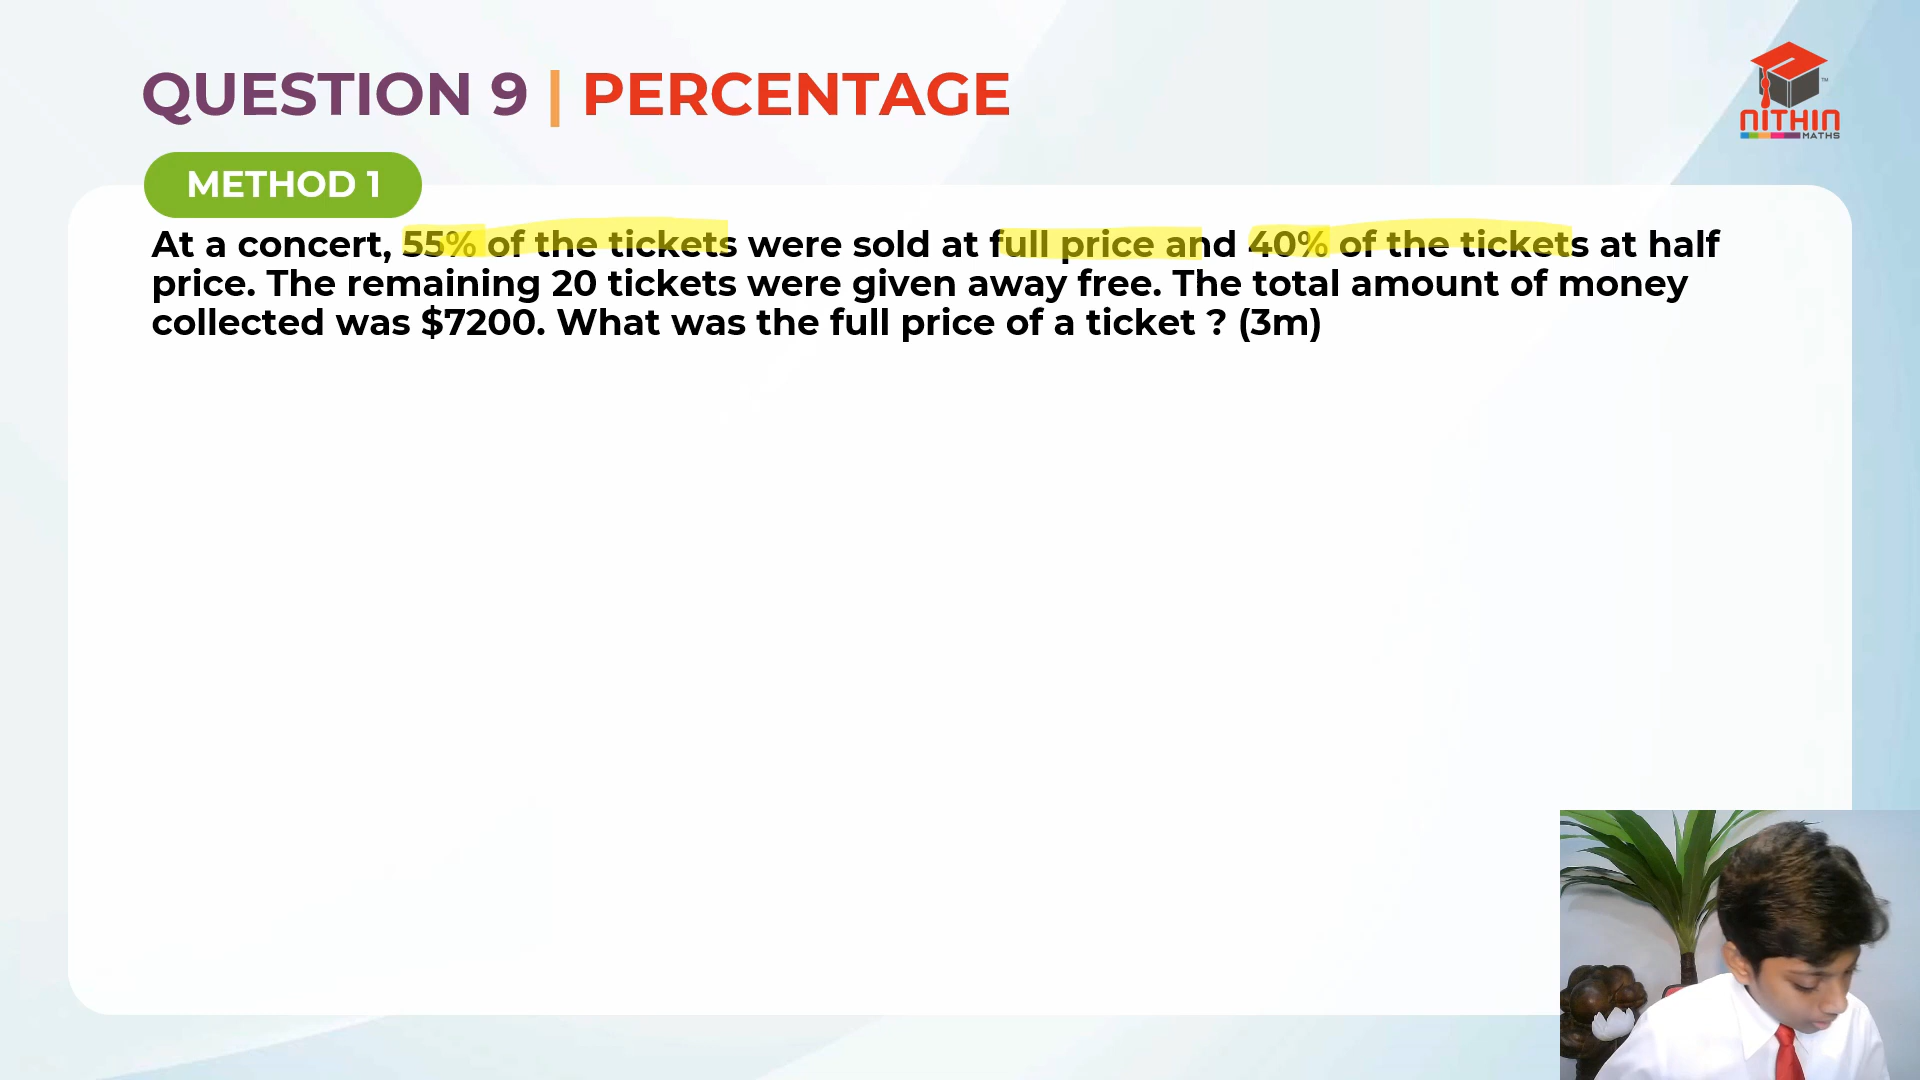 QUESTION 9 | PERCENTAGE
NITHIN
MATHS
TM
METHOD 1
At a concert, 55% of the tickets were sold at full price and 40% of the tickets at half
price. The remaining 20 tickets were given away free. The total amount of money
collected was $7200. What was the full price of a ticket ? (3m)